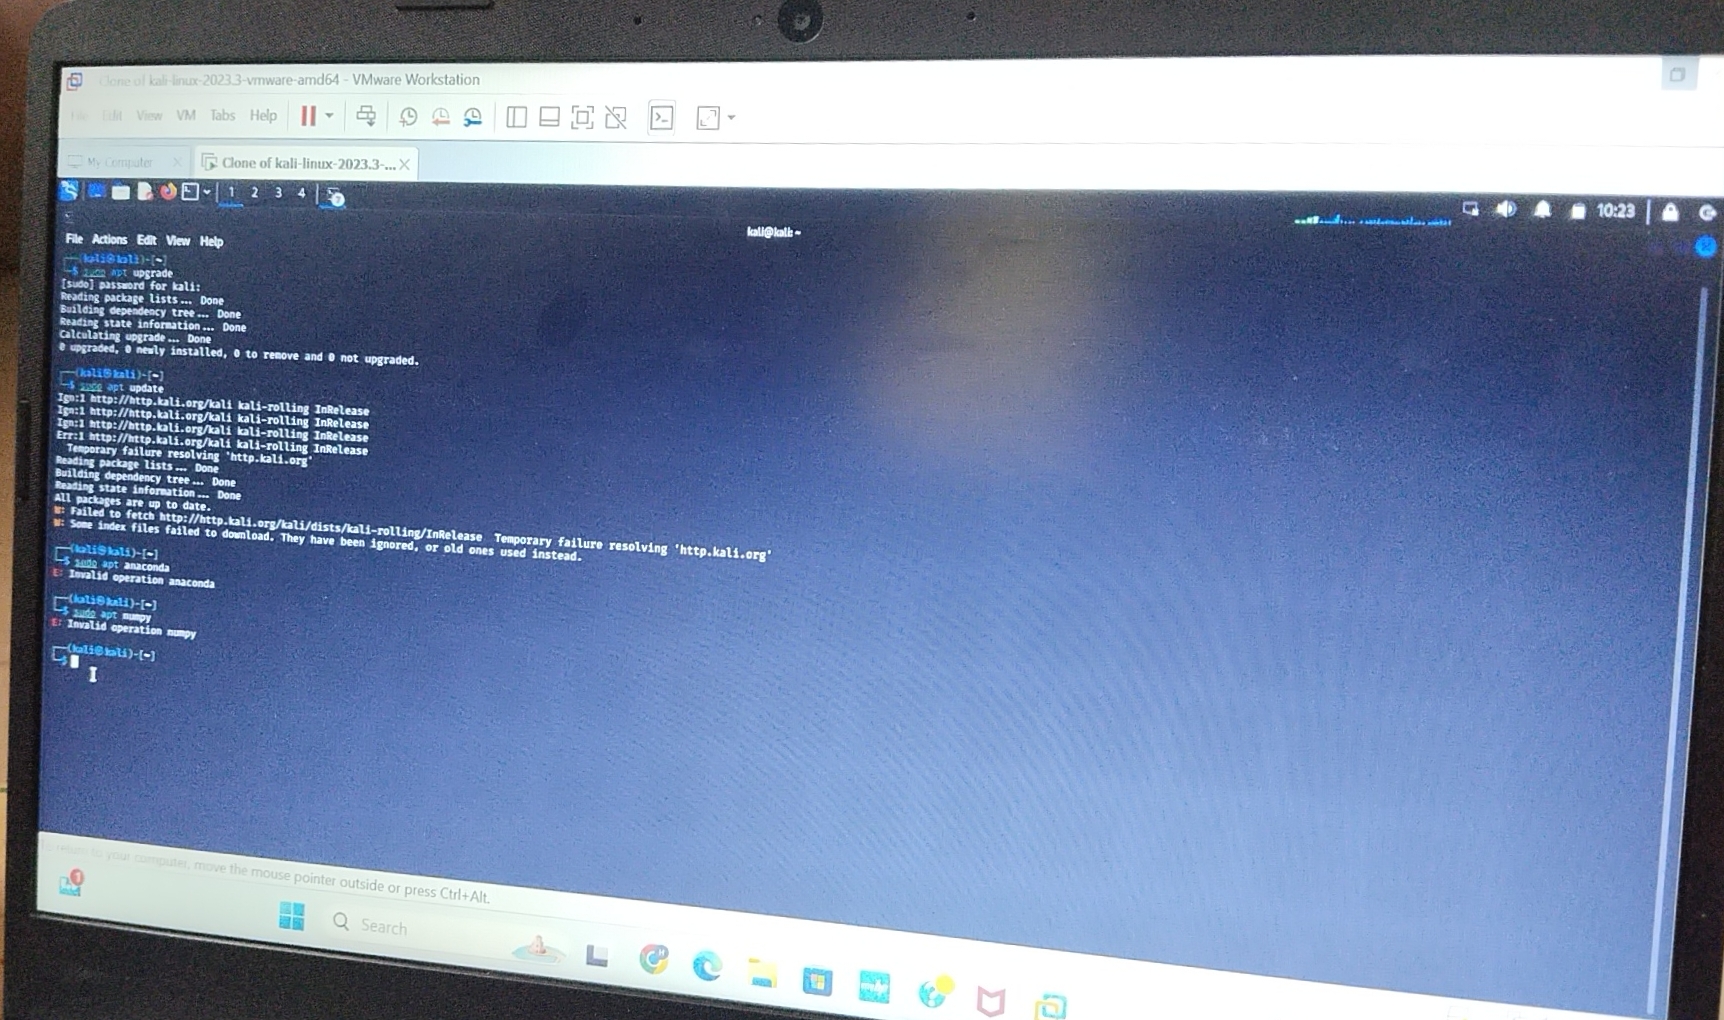 Clone of kali-linux-2023.3-vmware-amd64 - VMware Workstation
File Edit View VM Tabs Help
My Computer
Clone of kali-linux-2023.3-...
1 2 3 4
10:23
kali@kali: ~
File Actions Edit View Help
(kali㉿kali)-[~]
$ sudo apt upgrade
[sudo] password for kali:
Reading package lists... Done
Building dependency tree... Done
Reading state information... Done
Calculating upgrade... Done
0 upgraded, 0 newly installed, 0 to remove and 0 not upgraded.
(kali㉿kali)-[~]
$ sudo apt update
Ign:1 http://http.kali.org/kali kali-rolling InRelease
Ign:1 http://http.kali.org/kali kali-rolling InRelease
Ign:1 http://http.kali.org/kali kali-rolling InRelease
Err:1 http://http.kali.org/kali kali-rolling InRelease
Temporary failure resolving 'http.kali.org'
Reading package lists... Done
Building dependency tree... Done
Reading state information... Done
All packages are up to date.
W: Failed to fetch http://http.kali.org/kali/dists/kali-rolling/InRelease Temporary failure resolving 'http.kali.org'
W: Some index files failed to download. They have been ignored, or old ones used instead.
(kali㉿kali)-[~]
$ sudo apt anaconda
E: Invalid operation anaconda
(kali㉿kali)-[~]
$ sudo apt numpy
E: Invalid operation numpy
(kali㉿kali)-[~]
$
To return to your computer, move the mouse pointer outside or press Ctrl+Alt.
1
Search